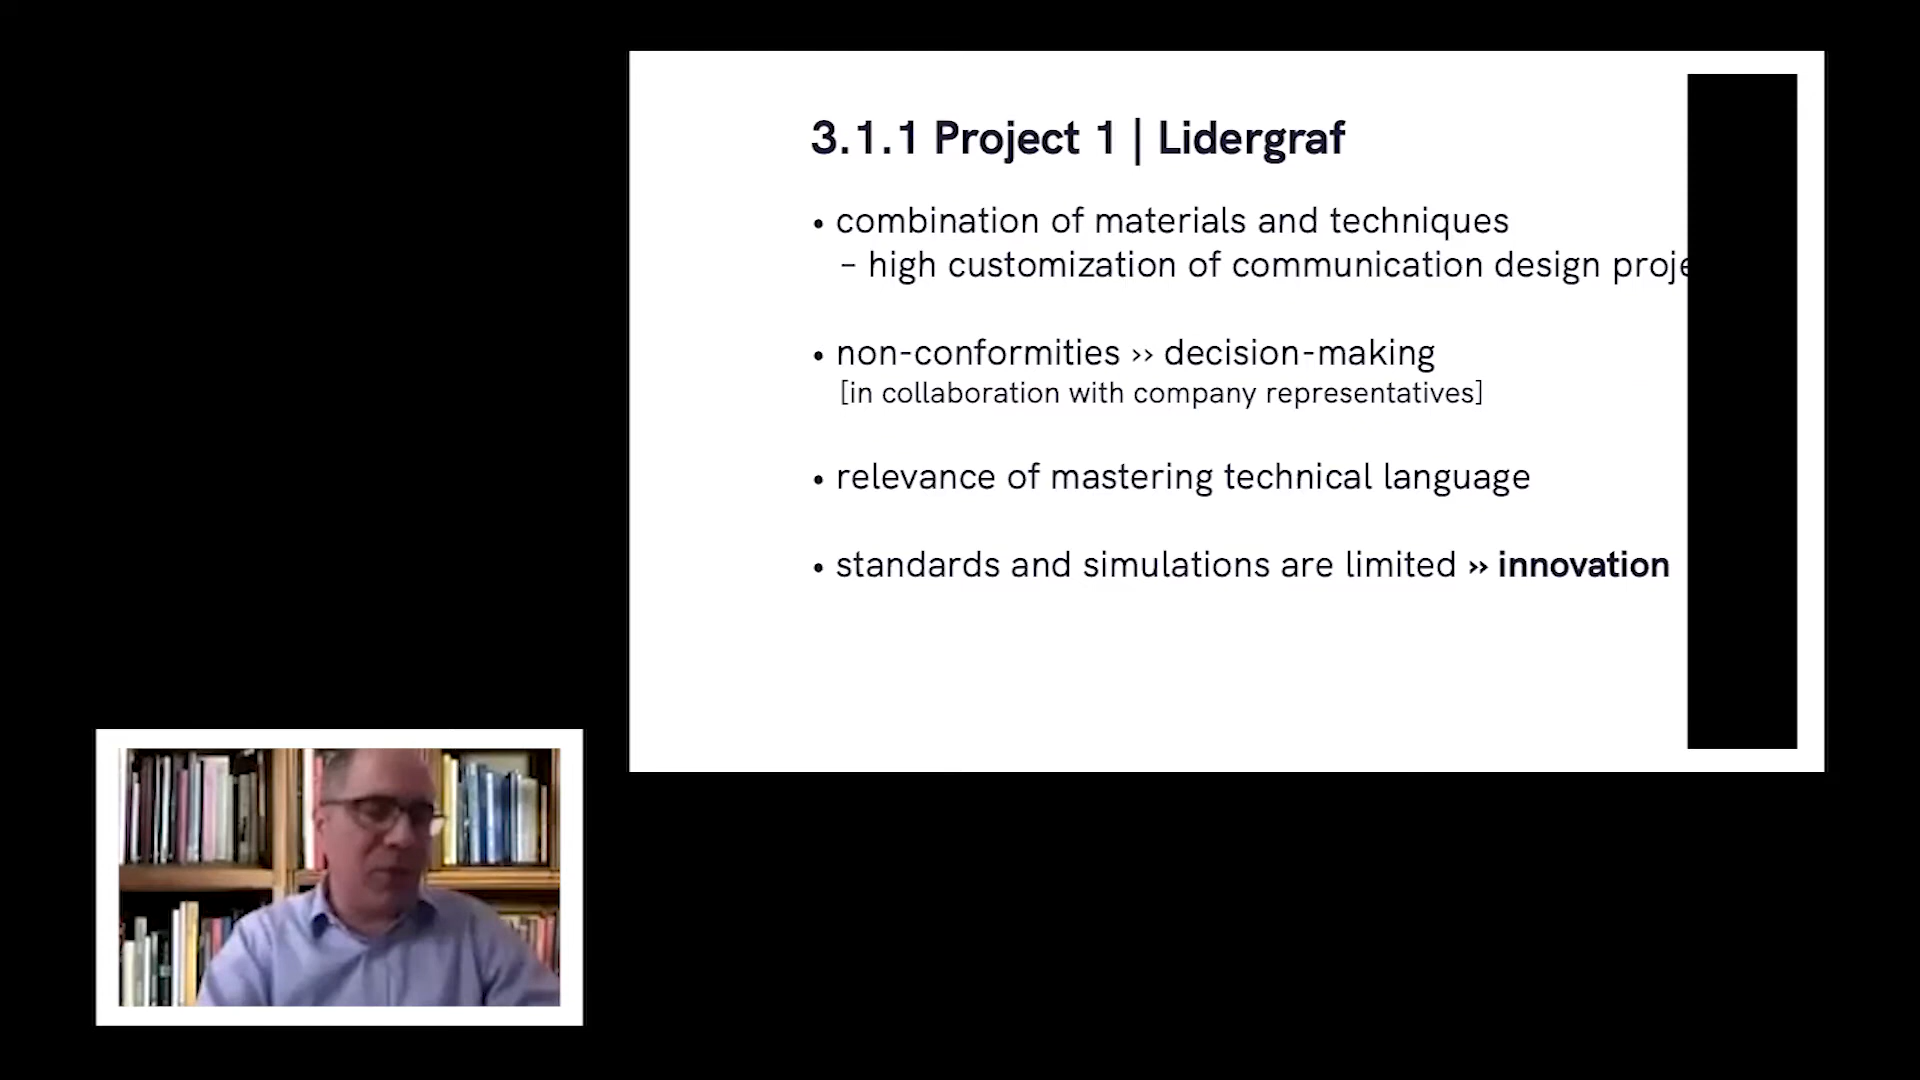 3.1.1 Project 1 | Lidergraf
• combination of materials and techniques
– high customization of communication design proje
• non-conformities ›› decision-making
[in collaboration with company representatives]
• relevance of mastering technical language
• standards and simulations are limited ›› innovation